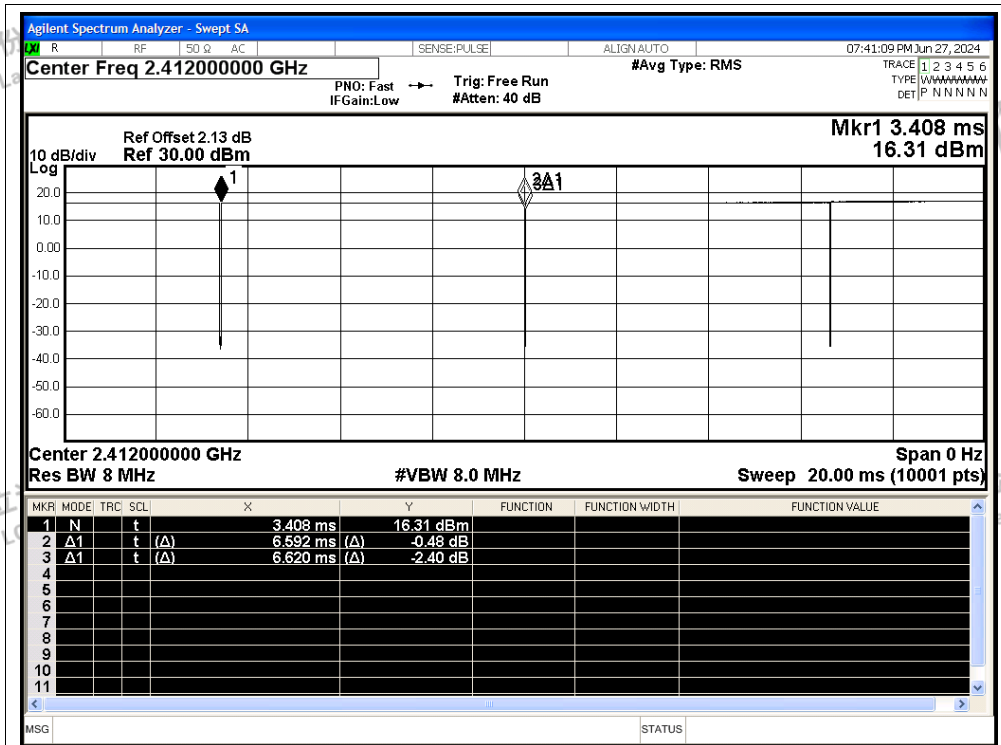 Agilent Spectrum Analyzer - Swept SA
LXI R RF 50 Ω AC SENSE:PULSE ALIGN AUTO 07:41:09 PM Jun 27, 2024
Center Freq 2.412000000 GHz
PNO: Fast
IFGain:Low
Trig: Free Run
#Atten: 40 dB
#Avg Type: RMS
TRACE 1 2 3 4 5 6
TYPE WWWWWW
DET P N N N N N
Mkr1 3.408 ms
16.31 dBm
Ref Offset 2.13 dB
10 dB/div Ref 30.00 dBm
Log
1
3Δ1
20.0
10.0
0.00
-10.0
-20.0
-30.0
-40.0
-50.0
-60.0
Center 2.412000000 GHz Span 0 Hz
Res BW 8 MHz #VBW 8.0 MHz Sweep 20.00 ms (10001 pts)
MKR MODE TRC SCL X Y FUNCTION FUNCTION WIDTH FUNCTION VALUE
1 N t 3.408 ms 16.31 dBm
2 Δ1 t (Δ) 6.592 ms (Δ) -0.48 dB
3 Δ1 t (Δ) 6.620 ms (Δ) -2.40 dB
4
5
6
7
8
9
10
11
MSG STATUS